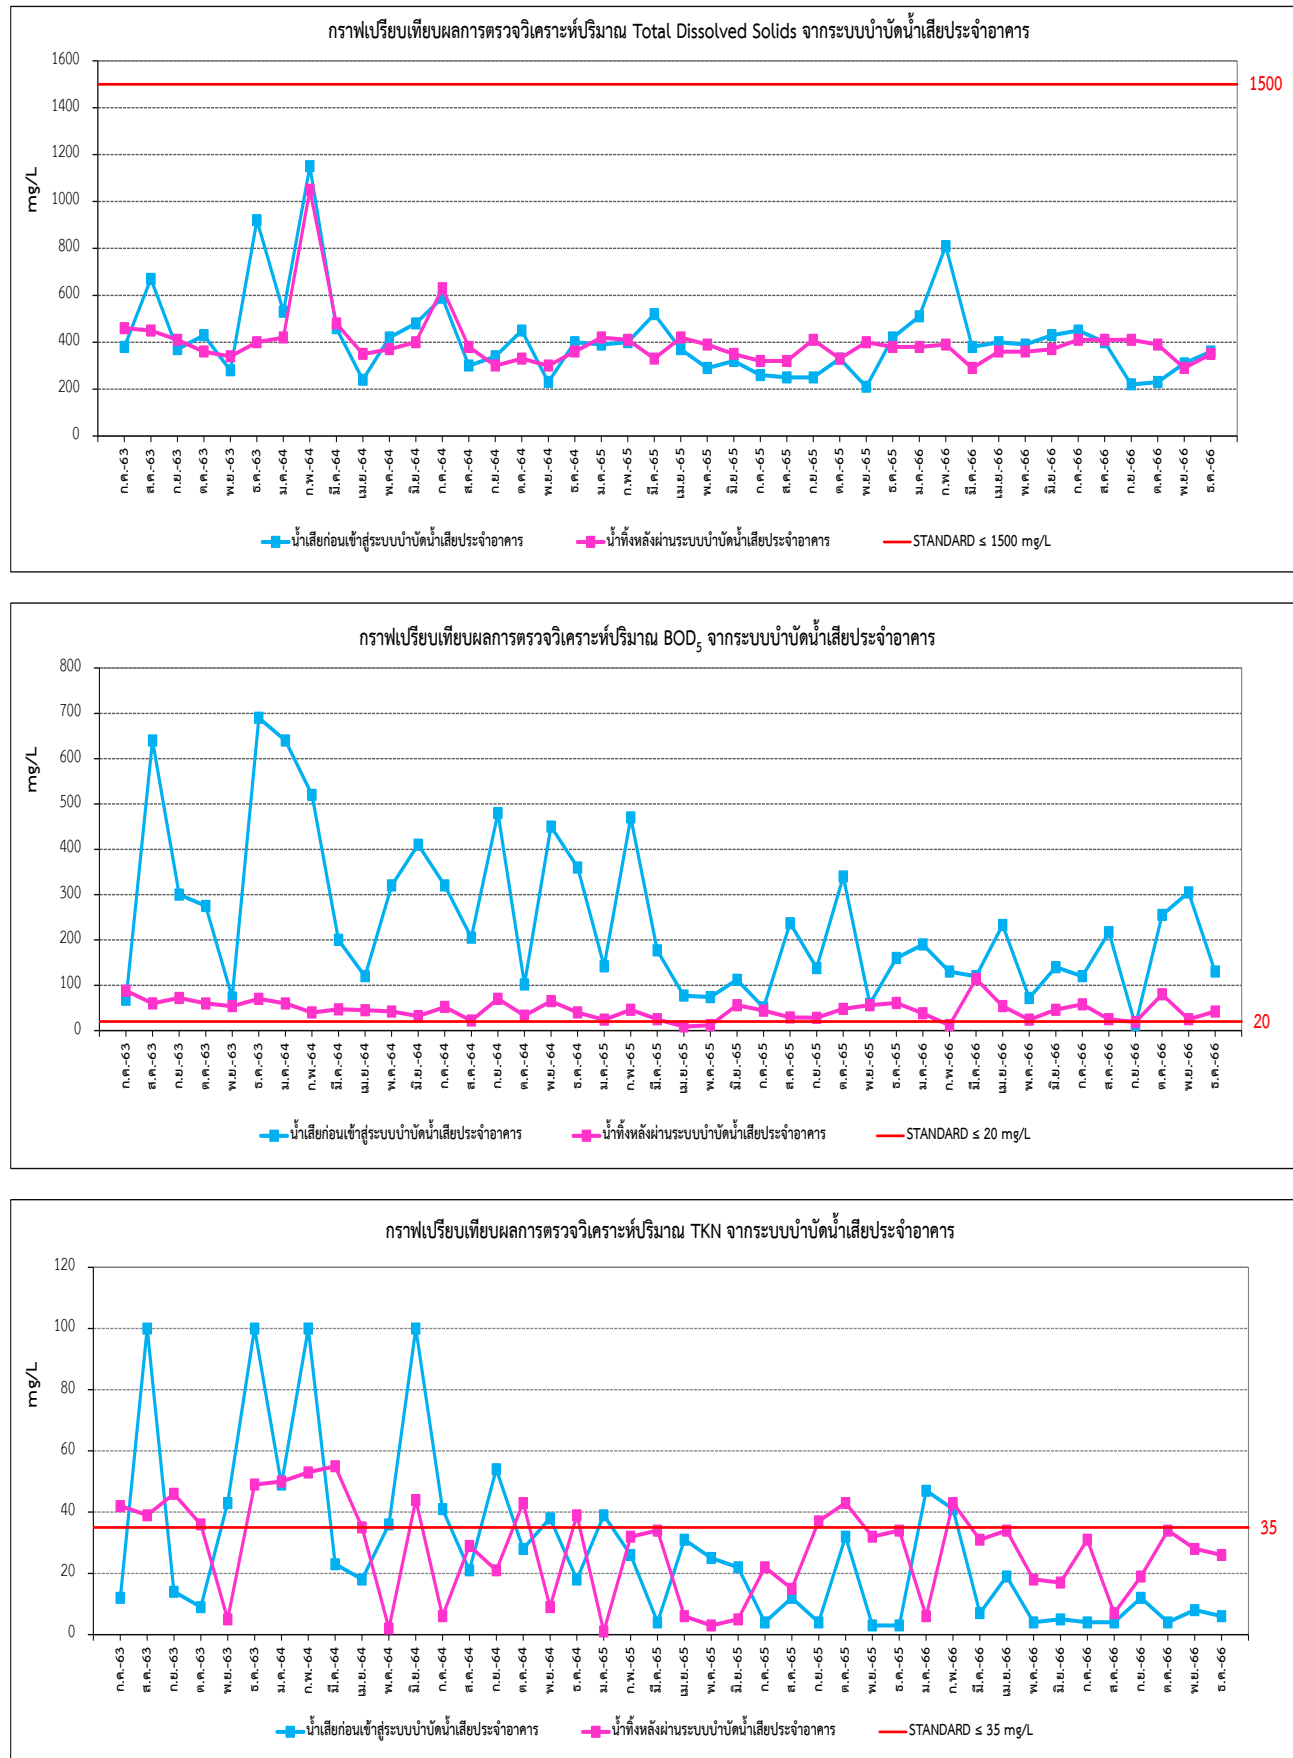 กราฟเปรียบเทียบผลการตรวจวิเคราะห์ปริมาณ Total Dissolved Solids จากระบบบำบัดน้ำเสียประจำอาคาร
mg/L
1600
1400
1200
1000
800
600
400
200
0
1500
ก.ค.-63 ส.ค.-63 ก.ย.-63 ต.ค.-63 พ.ย.-63 ธ.ค.-63 ม.ค.-64 ก.พ.-64 มี.ค.-64 เม.ย.-64 พ.ค.-64 มิ.ย.-64 ก.ค.-64 ส.ค.-64 ก.ย.-64 ต.ค.-64 พ.ย.-64 ธ.ค.-64 ม.ค.-65 ก.พ.-65 มี.ค.-65 เม.ย.-65 พ.ค.-65 มิ.ย.-65 ก.ค.-65 ส.ค.-65 ก.ย.-65 ต.ค.-65 พ.ย.-65 ธ.ค.-65 ม.ค.-66 ก.พ.-66 มี.ค.-66 เม.ย.-66 พ.ค.-66 มิ.ย.-66 ก.ค.-66 ส.ค.-66 ก.ย.-66 ต.ค.-66 พ.ย.-66 ธ.ค.-66
น้ำเสียก่อนเข้าสู่ระบบบำบัดน้ำเสียประจำอาคาร น้ำทิ้งหลังผ่านระบบบำบัดน้ำเสียประจำอาคาร STANDARD ≤ 1500 mg/L
กราฟเปรียบเทียบผลการตรวจวิเคราะห์ปริมาณ BOD₅ จากระบบบำบัดน้ำเสียประจำอาคาร
mg/L
800
700
600
500
400
300
200
100
0
20
ก.ค.-63 ส.ค.-63 ก.ย.-63 ต.ค.-63 พ.ย.-63 ธ.ค.-63 ม.ค.-64 ก.พ.-64 มี.ค.-64 เม.ย.-64 พ.ค.-64 มิ.ย.-64 ก.ค.-64 ส.ค.-64 ก.ย.-64 ต.ค.-64 พ.ย.-64 ธ.ค.-64 ม.ค.-65 ก.พ.-65 มี.ค.-65 เม.ย.-65 พ.ค.-65 มิ.ย.-65 ก.ค.-65 ส.ค.-65 ก.ย.-65 ต.ค.-65 พ.ย.-65 ธ.ค.-65 ม.ค.-66 ก.พ.-66 มี.ค.-66 เม.ย.-66 พ.ค.-66 มิ.ย.-66 ก.ค.-66 ส.ค.-66 ก.ย.-66 ต.ค.-66 พ.ย.-66 ธ.ค.-66
น้ำเสียก่อนเข้าสู่ระบบบำบัดน้ำเสียประจำอาคาร น้ำทิ้งหลังผ่านระบบบำบัดน้ำเสียประจำอาคาร STANDARD ≤ 20 mg/L
กราฟเปรียบเทียบผลการตรวจวิเคราะห์ปริมาณ TKN จากระบบบำบัดน้ำเสียประจำอาคาร
mg/L
120
100
80
60
40
20
0
35
ก.ค.-63 ส.ค.-63 ก.ย.-63 ต.ค.-63 พ.ย.-63 ธ.ค.-63 ม.ค.-64 ก.พ.-64 มี.ค.-64 เม.ย.-64 พ.ค.-64 มิ.ย.-64 ก.ค.-64 ส.ค.-64 ก.ย.-64 ต.ค.-64 พ.ย.-64 ธ.ค.-64 ม.ค.-65 ก.พ.-65 มี.ค.-65 เม.ย.-65 พ.ค.-65 มิ.ย.-65 ก.ค.-65 ส.ค.-65 ก.ย.-65 ต.ค.-65 พ.ย.-65 ธ.ค.-65 ม.ค.-66 ก.พ.-66 มี.ค.-66 เม.ย.-66 พ.ค.-66 มิ.ย.-66 ก.ค.-66 ส.ค.-66 ก.ย.-66 ต.ค.-66 พ.ย.-66 ธ.ค.-66
น้ำเสียก่อนเข้าสู่ระบบบำบัดน้ำเสียประจำอาคาร น้ำทิ้งหลังผ่านระบบบำบัดน้ำเสียประจำอาคาร STANDARD ≤ 35 mg/L